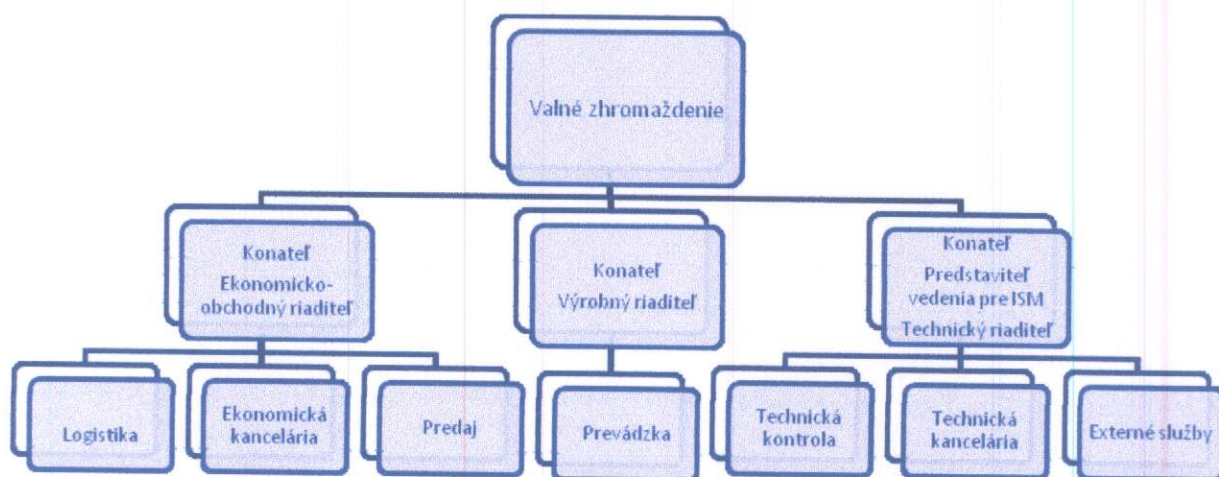 Valné zhromaždenie
Konateľ
Ekonomicko-
obchodný riaditeľ
Konateľ
Výrobný riaditeľ
Konateľ
Predstaviteľ
vedenia pre ISM
Technický riaditeľ
Logistika
Ekonomická
kancelária
Predaj
Prevádzka
Technická
kontrola
Technická
kancelária
Externé služby